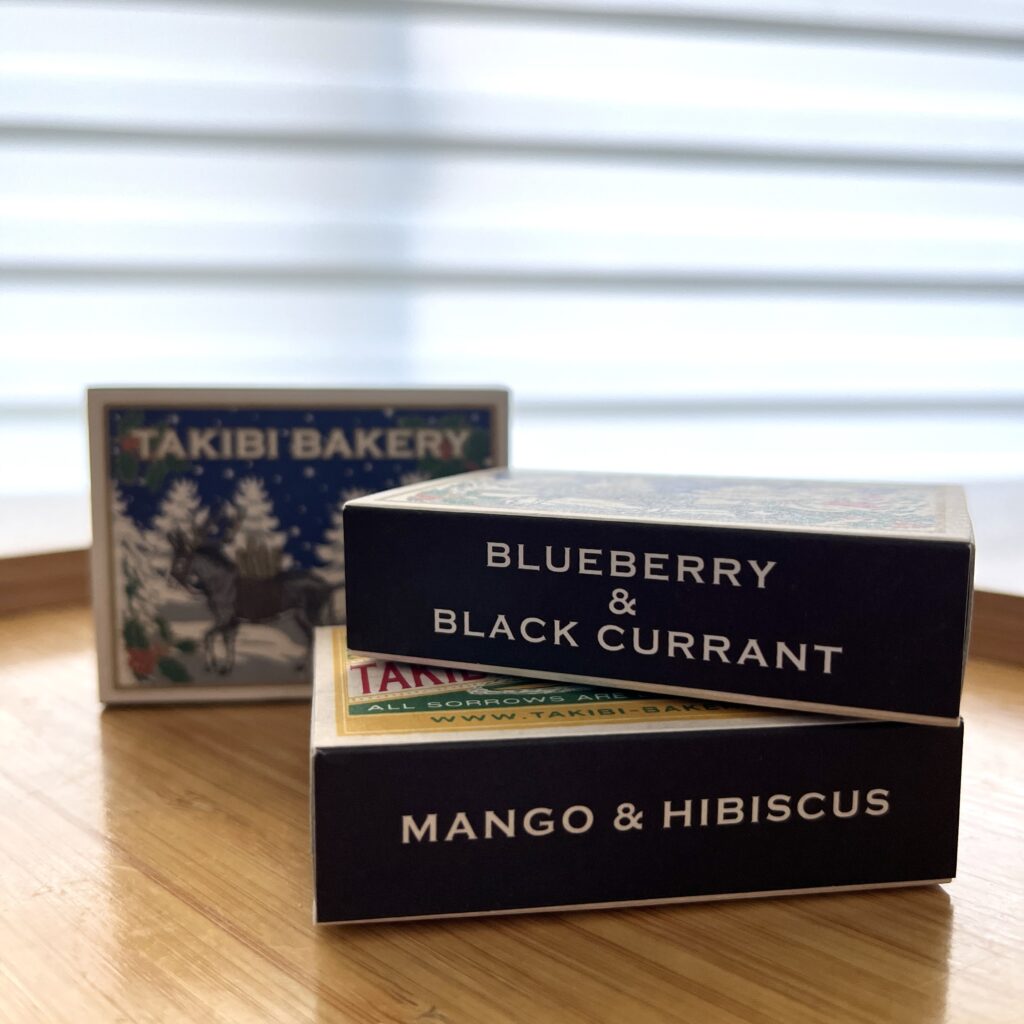 TAKIBI BAKERY
BLUEBERRY
&
BLACK CURRANT
ALL SORROWS ARE
MANGO & HIBISCUS